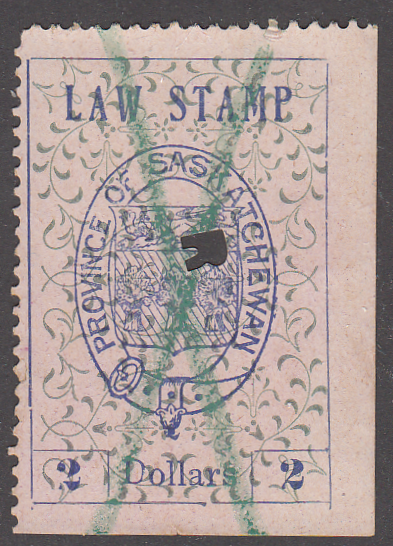 LAW STAMP
PROVINCE OF SASKATCHEWAN
R
2 Dollars 2